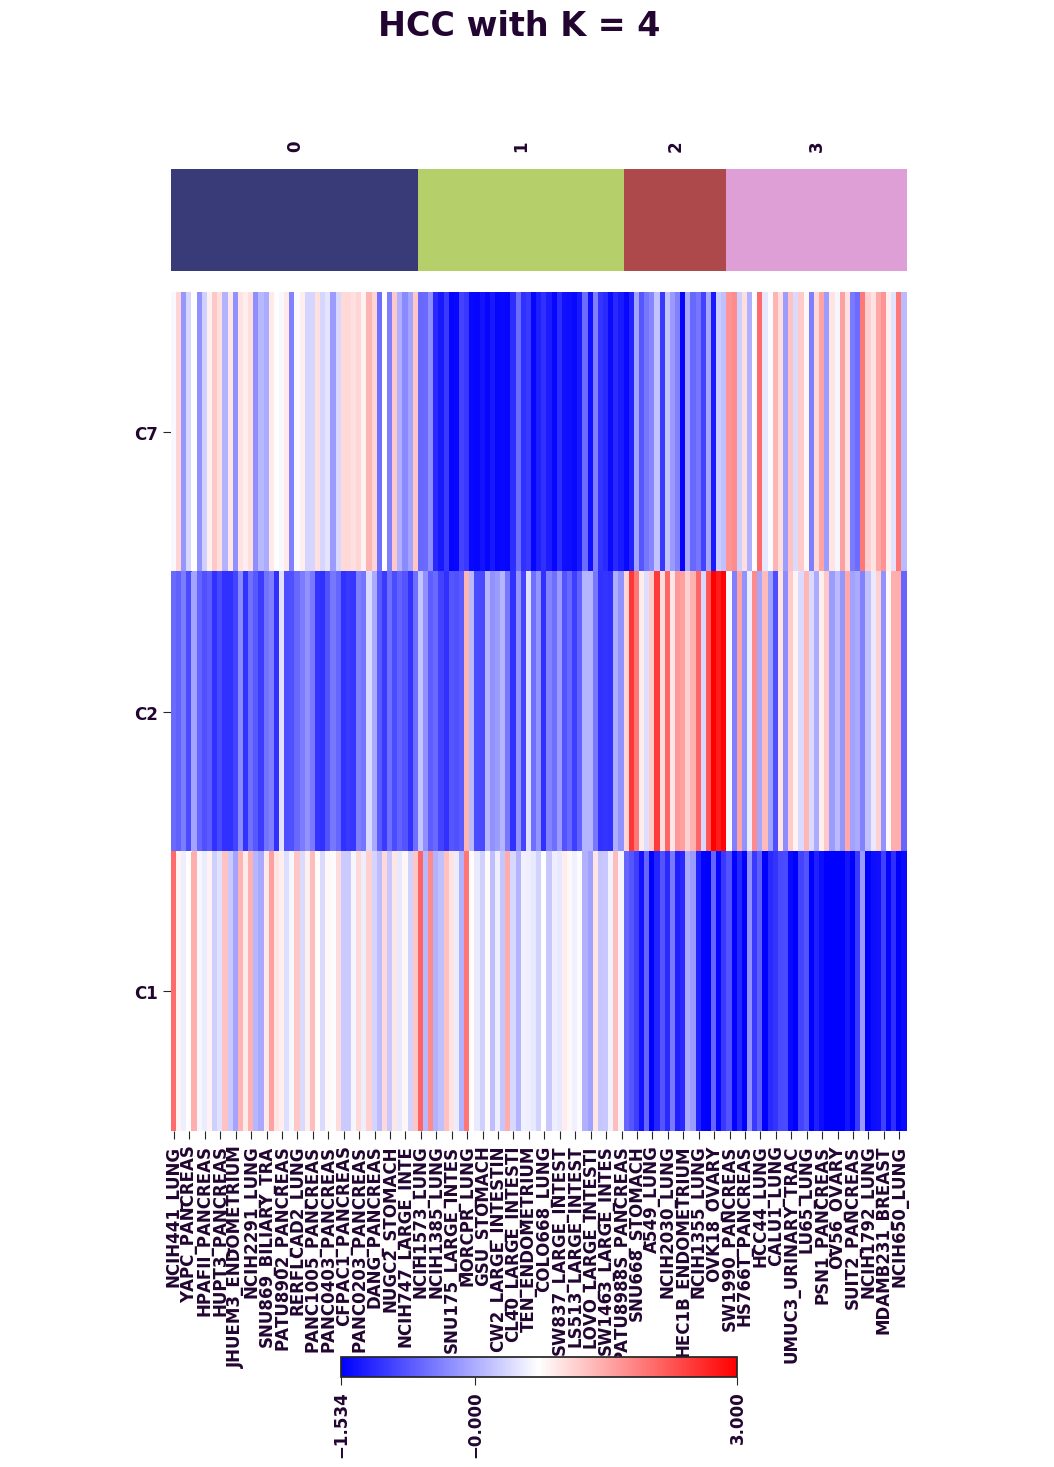 HCC with K = 4
0
1
2
3
C7
C2
C1
NCIH441_LUNG
YAPC_PANCREAS
HPAFII_PANCREAS
HUPT3_PANCREAS
JHUEM3_ENDOMETRIUM
NCIH2291_LUNG
SNU869_BILIARY_TRA
PATU8902_PANCREAS
RERFLCAD2_LUNG
PANC1005_PANCREAS
PANC0403_PANCREAS
CFPAC1_PANCREAS
PANC0203_PANCREAS
DANG_PANCREAS
NUGC2_STOMACH
NCIH747_LARGE_INTE
NCIH1573_LUNG
NCIH1385_LUNG
SNU175_LARGE_INTES
MORCPR_LUNG
GSU_STOMACH
CW2_LARGE_INTESTIN
CL40_LARGE_INTESTI
TEN_ENDOMETRIUM
COLO668_LUNG
SW837_LARGE_INTEST
LS513_LARGE_INTEST
LOVO_LARGE_INTESTI
SW1463_LARGE_INTES
PATU8988S_PANCREAS
SNU668_STOMACH
A549_LUNG
NCIH2030_LUNG
HEC1B_ENDOMETRIUM
NCIH1355_LUNG
OVK18_OVARY
SW1990_PANCREAS
HS766T_PANCREAS
HCC44_LUNG
CALU1_LUNG
UMUC3_URINARY_TRAC
LU65_LUNG
PSN1_PANCREAS
OV56_OVARY
SUIT2_PANCREAS
NCIH1792_LUNG
MDAMB231_BREAST
NCIH650_LUNG
−1.534
−0.000
3.000